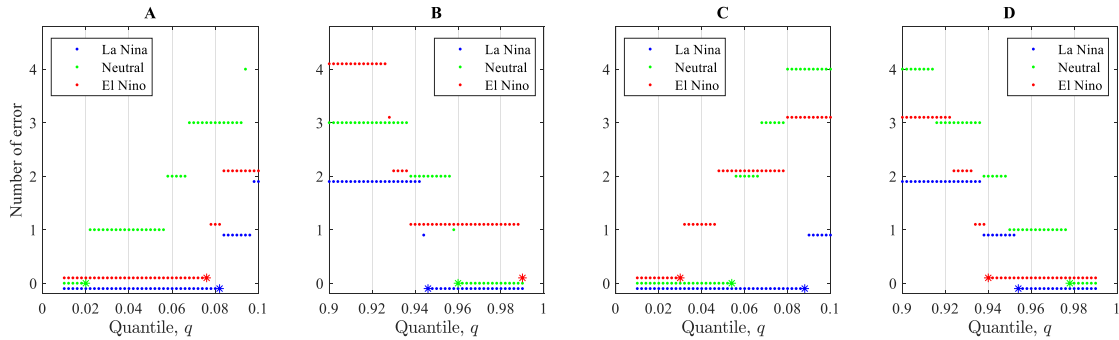 A
B
C
D
Number of error
4
3
2
1
0
La Nina
Neutral
El Nino
0
0.02
0.04
0.06
0.08
0.1
Quantile, q
4
3
2
1
0
La Nina
Neutral
El Nino
0.9
0.92
0.94
0.96
0.98
1
Quantile, q
4
3
2
1
0
La Nina
Neutral
El Nino
0
0.02
0.04
0.06
0.08
0.1
Quantile, q
4
3
2
1
0
La Nina
Neutral
El Nino
0.9
0.92
0.94
0.96
0.98
1
Quantile, q